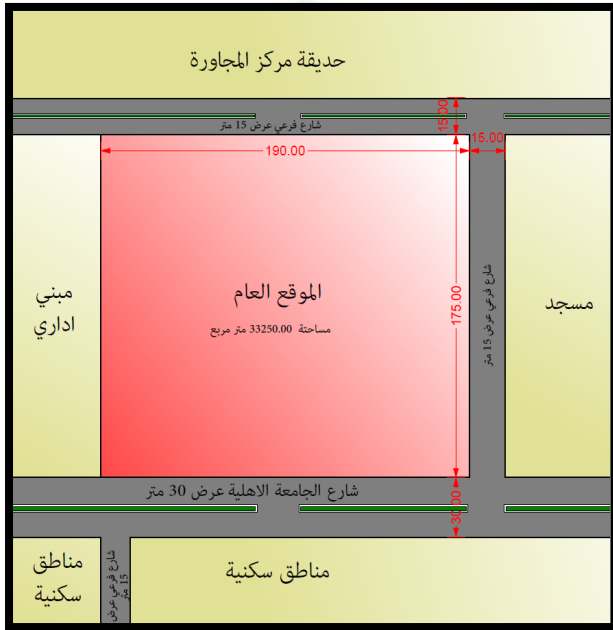 حديقة مركز المجاورة
شارع فرعي عرض 15 متر
15.00
15.00
190.00
الموقع العام
مساحتة 33250.00 متر مربع
175.00
شارع فرعي عرض 15 متر
مبني
اداري
مسجد
شارع الجامعة الاهلية عرض 30 متر
30.00
مناطق
سكنية
شارع فرعي عرض
15 متر
مناطق سكنية